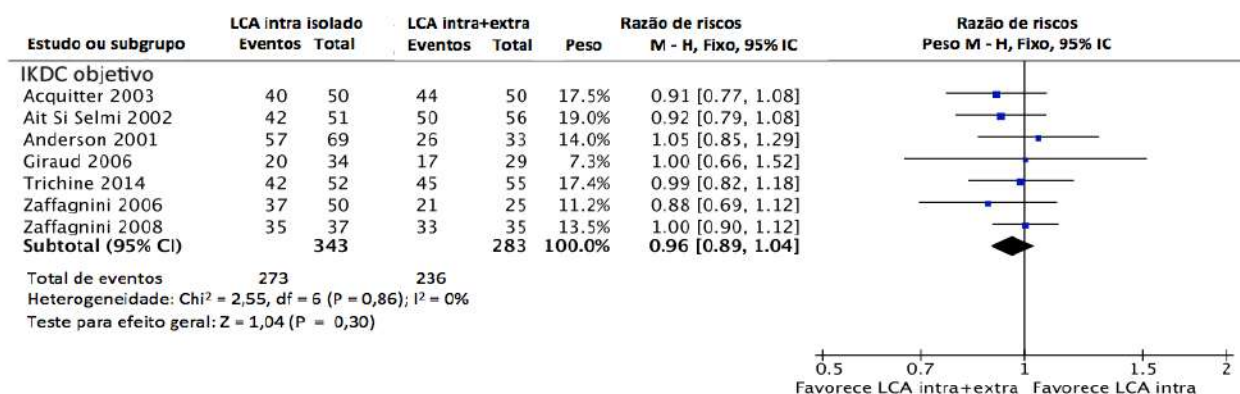 LCA intra isolado LCA intra+extra Razão de riscos Razão de riscos
Estudo ou subgrupo Eventos Total Eventos Total Peso M - H, Fixo, 95% IC Peso M - H, Fixo, 95% IC
IKDC objetivo
Acquitter 2003 40 50 44 50 17.5% 0.91 [0.77, 1.08]
Ait Si Selmi 2002 42 51 50 56 19.0% 0.92 [0.79, 1.08]
Anderson 2001 57 69 26 33 14.0% 1.05 [0.85, 1.29]
Giraud 2006 20 34 17 29 7.3% 1.00 [0.66, 1.52]
Trichine 2014 42 52 45 55 17.4% 0.99 [0.82, 1.18]
Zaffagnini 2006 37 50 21 25 11.2% 0.88 [0.69, 1.12]
Zaffagnini 2008 35 37 33 35 13.5% 1.00 [0.90, 1.12]
Subtotal (95% CI) 343 283 100.0% 0.96 [0.89, 1.04]
Total de eventos 273 236
Heterogeneidade: Chi² = 2,55, df = 6 (P = 0,86); I² = 0%
Teste para efeito geral: Z = 1,04 (P = 0,30)
0.5 0.7 1 1.5 2
Favorece LCA intra+extra Favorece LCA intra